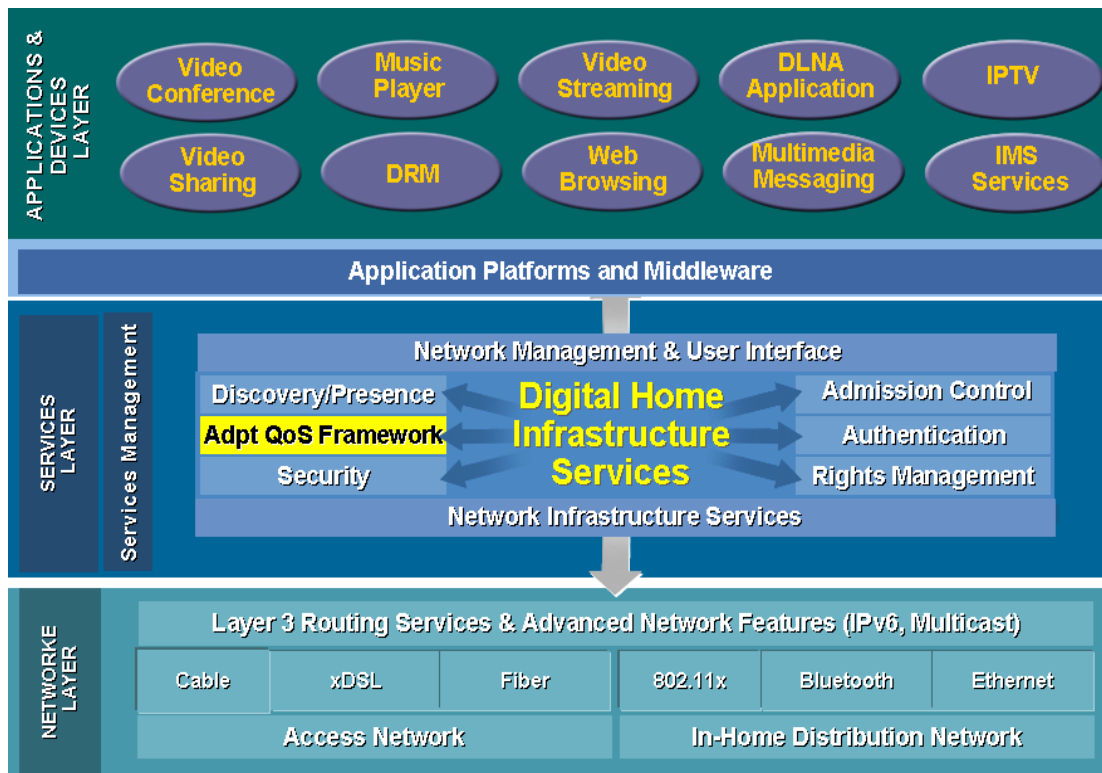 APPLICATIONS &
DEVICES
LAYER
Video
Conference
Music
Player
Video
Streaming
DLNA
Application
IPTV
Video
Sharing
DRM
Web
Browsing
Multimedia
Messaging
IMS
Services
Application Platforms and Middleware
SERVICES
LAYER
Services Management
Network Management & User Interface
Discovery/Presence
Adpt QoS Framework
Security
Digital Home
Infrastructure
Services
Admission Control
Authentication
Rights Management
Network Infrastructure Services
NETWORKE
LAYER
Layer 3 Routing Services & Advanced Network Features (IPv6, Multicast)
Cable
xDSL
Fiber
802.11x
Bluetooth
Ethernet
Access Network
In-Home Distribution Network